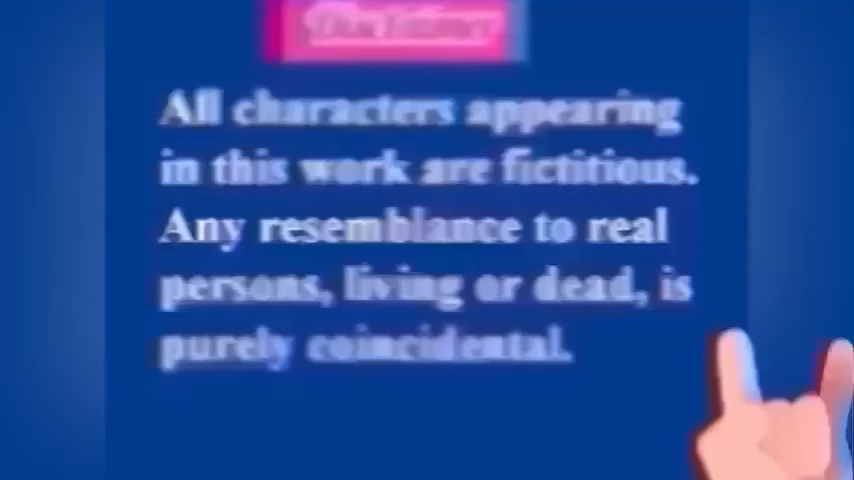 All characters appearing
in this work are fictitious.
Any resemblance to real
persons, living or dead, is
purely coincidental.